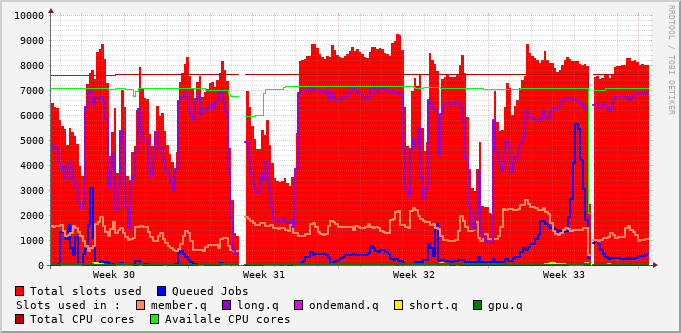 RRDTOOL / TOBI OETIKER
10000
9000
8000
7000
6000
5000
4000
3000
2000
1000
0
Week 30 Week 31 Week 32 Week 33
Total slots used Queued Jobs
Slots used in : member.q long.q ondemand.q short.q gpu.q
Total CPU cores Availale CPU cores